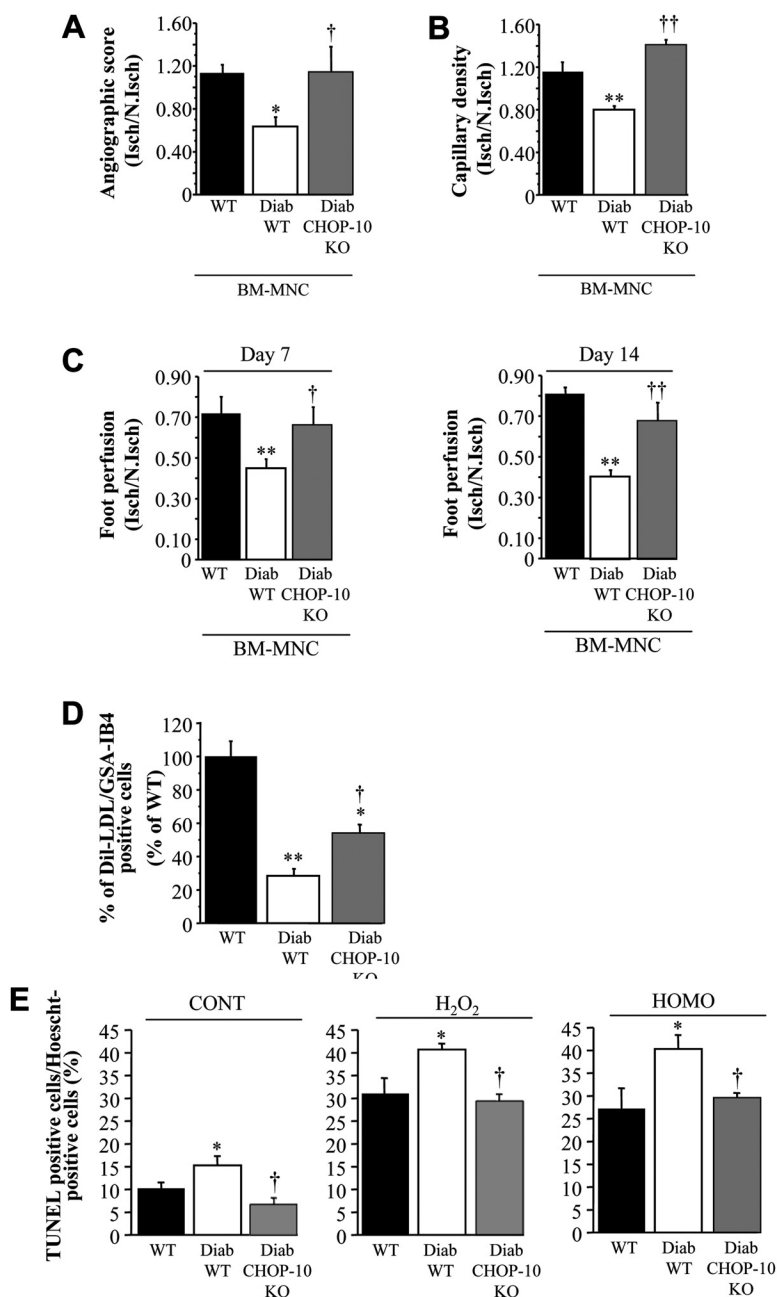 A
Angiographic score
(Isch/N.Isch)
1.60
1.20
0.80
0.40
0
*
†
WT
Diab
WT
Diab
CHOP-10
KO
BM-MNC
B
Capillary density
(Isch/N.Isch)
1.60
1.20
0.80
0.40
0
**
††
WT
Diab
WT
Diab
CHOP-10
KO
BM-MNC
C
Day 7
Foot perfusion
(Isch/N.Isch)
0.90
0.70
0.50
0.30
0.10
0
**
†
WT
Diab
WT
Diab
CHOP-10
KO
BM-MNC
Day 14
Foot perfusion
(Isch/N.Isch)
0.90
0.70
0.50
0.30
0.10
0
**
††
WT
Diab
WT
Diab
CHOP-10
KO
BM-MNC
D
% of Dil-LDL/GSA-IB4
positive cells
(% of WT)
120
100
80
60
40
20
0
**
†
*
WT
Diab
WT
Diab
CHOP-10
KO
E
TUNEL positive cells/Hoescht-
positive cells (%)
CONT
45
40
35
30
25
20
15
10
5
0
*
†
WT
Diab
WT
Diab
CHOP-10
KO
H₂O₂
45
40
35
30
25
20
15
10
5
0
*
†
WT
Diab
WT
Diab
CHOP-10
KO
HOMO
45
40
35
30
25
20
15
10
5
0
*
†
WT
Diab
WT
Diab
CHOP-10
KO